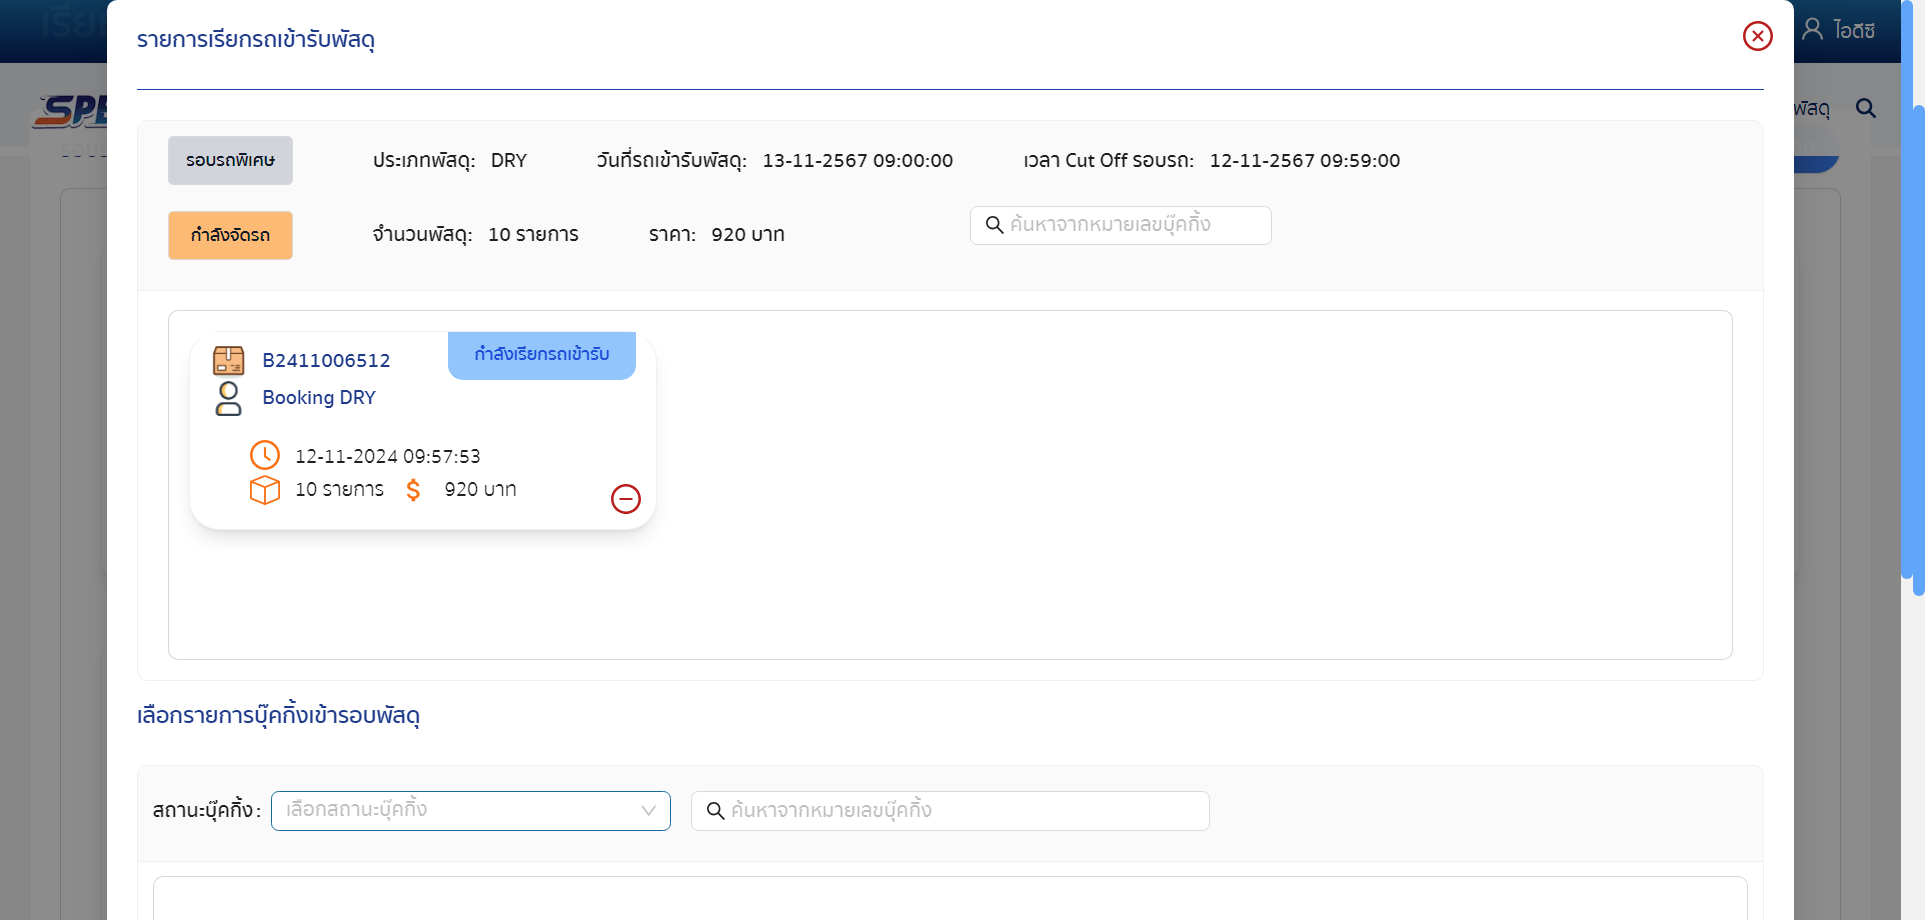 รายการเรียกรถเข้ารับพัสดุ
ไอดีซี
พัสดุ
รอบรถพิเศษ ประเภทพัสดุ: DRY วันที่รถเข้ารับพัสดุ: 13-11-2567 09:00:00 เวลา Cut Off รอบรถ: 12-11-2567 09:59:00
กำลังจัดรถ จำนวนพัสดุ: 10 รายการ ราคา: 920 บาท ค้นหาจากหมายเลขบุ๊คกิ้ง
B2411006512 กำลังเรียกรถเข้ารับ
Booking DRY
12-11-2024 09:57:53
10 รายการ $ 920 บาท
เลือกรายการบุ๊คกิ้งเข้ารอบพัสดุ
สถานะบุ๊คกิ้ง : เลือกสถานะบุ๊คกิ้ง ค้นหาจากหมายเลขบุ๊คกิ้ง